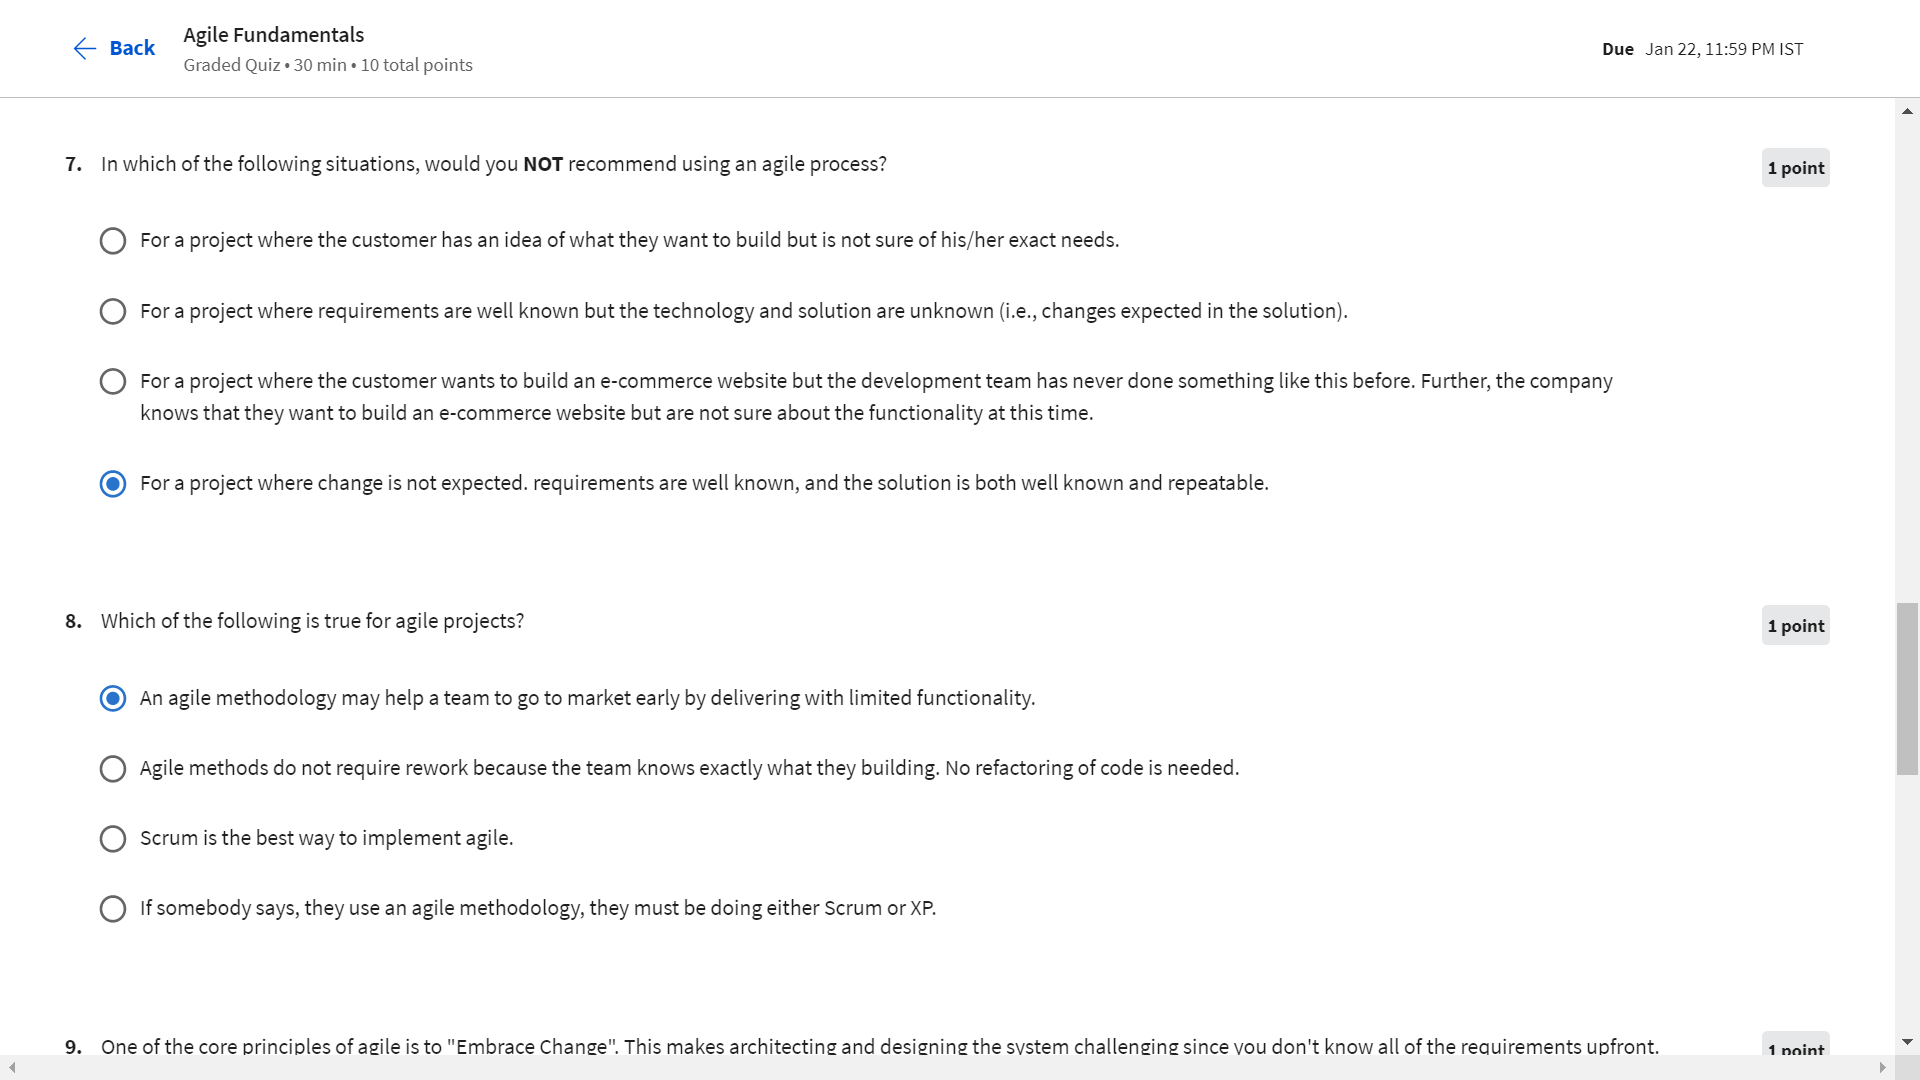 Back
Agile Fundamentals
Graded Quiz • 30 min • 10 total points
Due Jan 22, 11:59 PM IST
7. In which of the following situations, would you NOT recommend using an agile process?
1 point
For a project where the customer has an idea of what they want to build but is not sure of his/her exact needs.
For a project where requirements are well known but the technology and solution are unknown (i.e., changes expected in the solution).
For a project where the customer wants to build an e-commerce website but the development team has never done something like this before. Further, the company
knows that they want to build an e-commerce website but are not sure about the functionality at this time.
For a project where change is not expected. requirements are well known, and the solution is both well known and repeatable.
8. Which of the following is true for agile projects?
1 point
An agile methodology may help a team to go to market early by delivering with limited functionality.
Agile methods do not require rework because the team knows exactly what they building. No refactoring of code is needed.
Scrum is the best way to implement agile.
If somebody says, they use an agile methodology, they must be doing either Scrum or XP.
9. One of the core principles of agile is to "Embrace Change". This makes architecting and designing the system challenging since you don't know all of the requirements upfront.
1 point